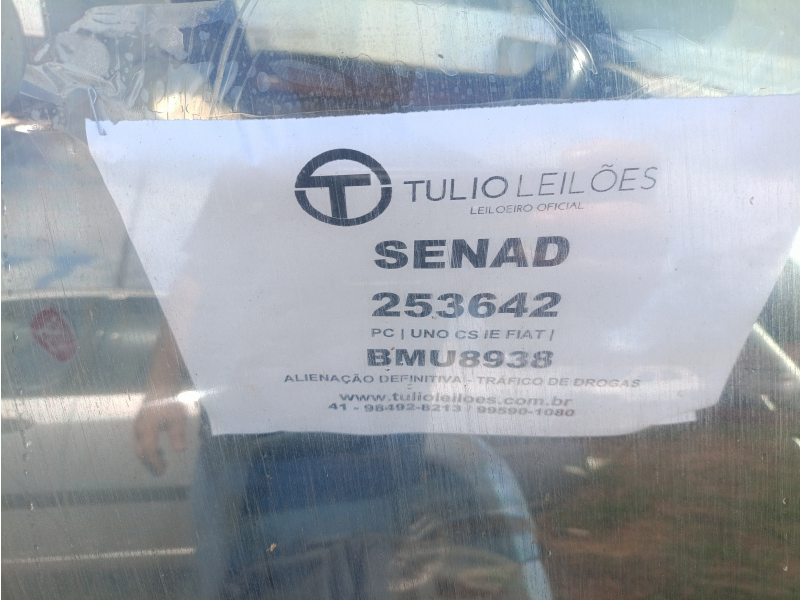 T TULIO LEILÕES
LEILOEIRO OFICIAL
SENAD
253642
PC | UNO CS IE FIAT |
BMU8938
ALIENAÇÃO DEFINITIVA - TRÁFICO DE DROGAS
www.tulioleiloes.com.br
41 - 98492-8213 / 99590-1080